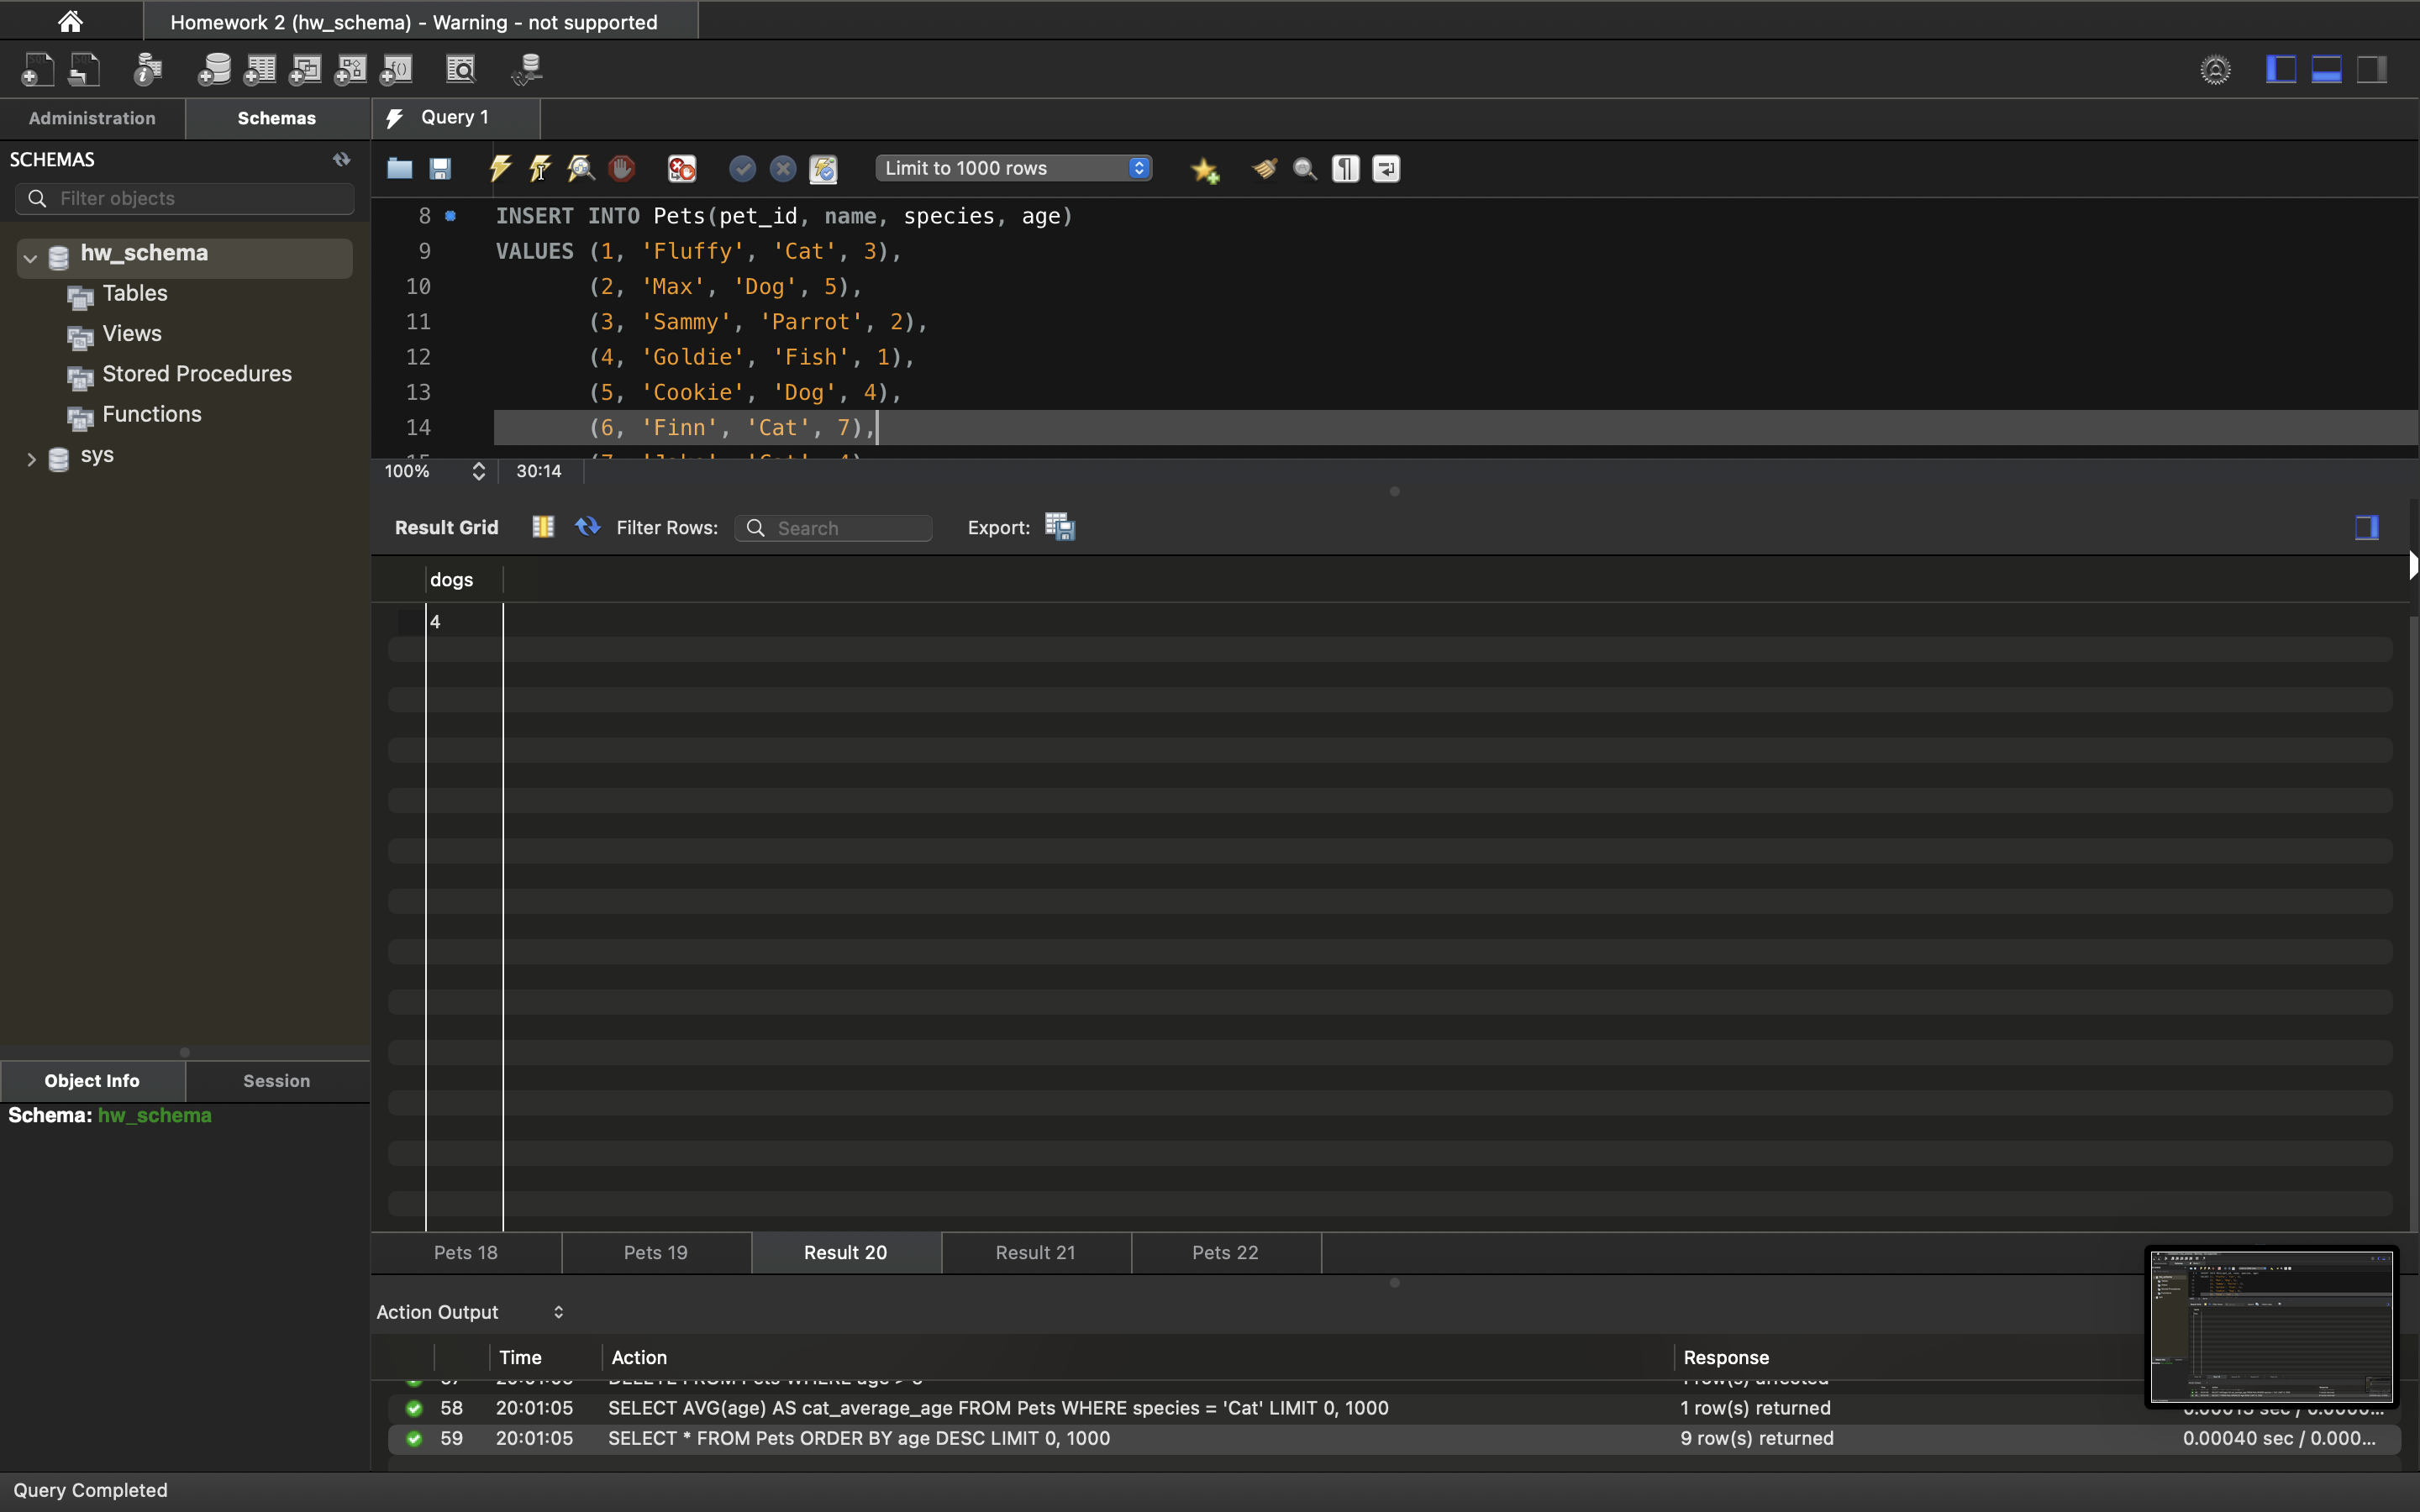 Homework 2 (hw_schema) - Warning - not supported
Administration
Schemas
Query 1
SCHEMAS
Filter objects
hw_schema
Tables
Views
Stored Procedures
Functions
sys
Limit to 1000 rows
8 INSERT INTO Pets(pet_id, name, species, age)
9 VALUES (1, 'Fluffy', 'Cat', 3),
10 (2, 'Max', 'Dog', 5),
11 (3, 'Sammy', 'Parrot', 2),
12 (4, 'Goldie', 'Fish', 1),
13 (5, 'Cookie', 'Dog', 4),
14 (6, 'Finn', 'Cat', 7),
100% 30:14
Result Grid Filter Rows: Search Export:
dogs
4
Object Info
Session
Schema: hw_schema
Pets 18 Pets 19 Result 20 Result 21 Pets 22
Action Output
Time Action Response
58 20:01:05 SELECT AVG(age) AS cat_average_age FROM Pets WHERE species = 'Cat' LIMIT 0, 1000 1 row(s) returned
59 20:01:05 SELECT * FROM Pets ORDER BY age DESC LIMIT 0, 1000 9 row(s) returned 0.00040 sec / 0.000...
Query Completed